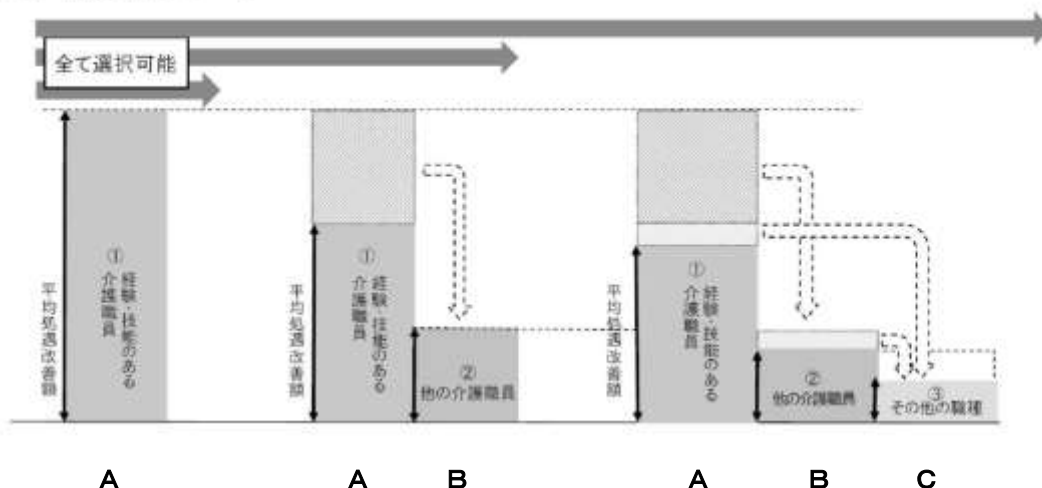 全て選択可能
平均処遇改善額
①
経験・技能のある
介護職員
平均処遇改善額
①
経験・技能のある
介護職員
②
他の介護職員
平均処遇改善額
①
経験・技能のある
介護職員
②
他の介護職員
③
その他の職種
A
A
B
A
B
C